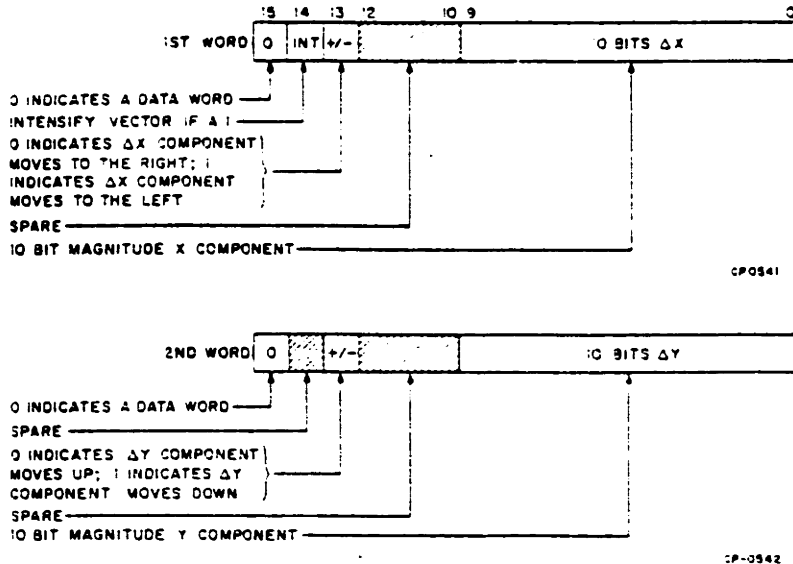 15 14 13 12 10 9 0
1ST WORD 0 INT +/- 10 BITS ΔX
0 INDICATES A DATA WORD
INTENSIFY VECTOR IF A 1
0 INDICATES ΔX COMPONENT
MOVES TO THE RIGHT; 1
INDICATES ΔX COMPONENT
MOVES TO THE LEFT
SPARE
10 BIT MAGNITUDE X COMPONENT
CP0541
2ND WORD 0 +/- 10 BITS ΔY
0 INDICATES A DATA WORD
SPARE
0 INDICATES ΔY COMPONENT
MOVES UP; 1 INDICATES ΔY
COMPONENT MOVES DOWN
SPARE
10 BIT MAGNITUDE Y COMPONENT
CP-0542